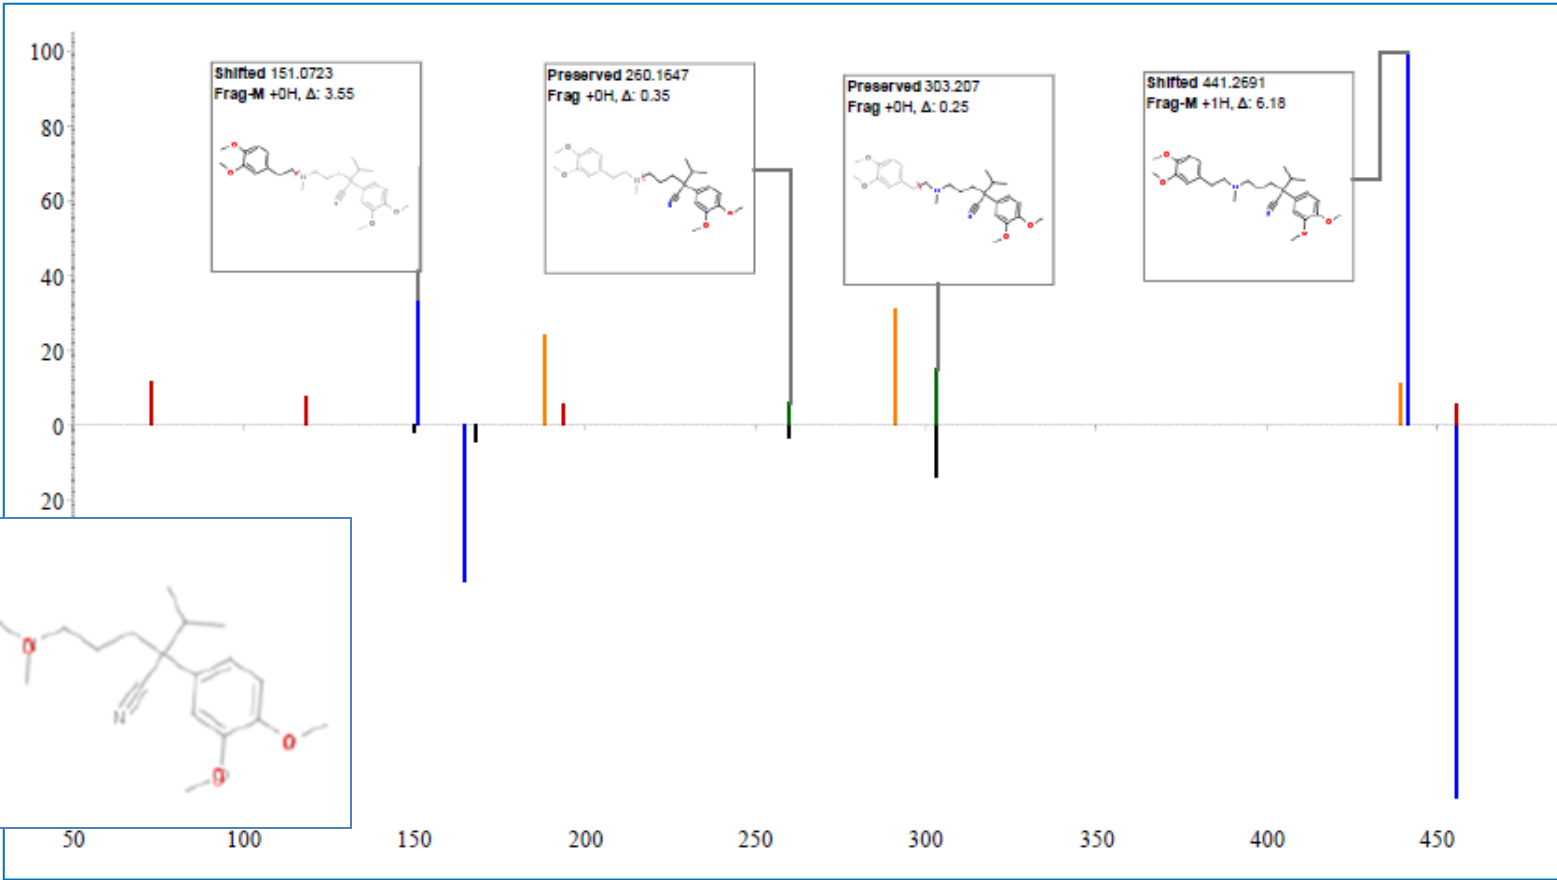 100
80
60
40
20
0
20
Shifted 151.0723
Frag-M +0H, Δ: 3.55
Preserved 260.1647
Frag +0H, Δ: 0.35
Preserved 303.207
Frag +0H, Δ: 0.25
Shifted 441.2691
Frag-M +1H, Δ: 6.18
N
O
O
50 100 150 200 250 300 350 400 450